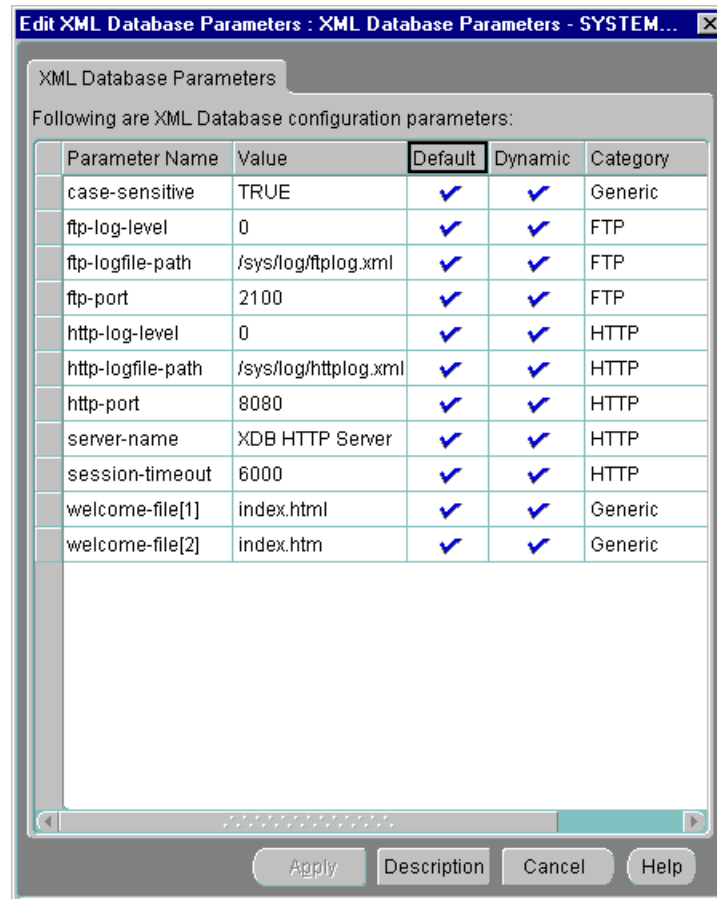 Edit XML Database Parameters : XML Database Parameters - SYSTEM...
XML Database Parameters
Following are XML Database configuration parameters:
Parameter Name Value Default Dynamic Category
case-sensitive TRUE Generic
ftp-log-level 0 FTP
ftp-logfile-path /sys/log/ftplog.xml FTP
ftp-port 2100 FTP
http-log-level 0 HTTP
http-logfile-path /sys/log/httplog.xml HTTP
http-port 8080 HTTP
server-name XDB HTTP Server HTTP
session-timeout 6000 HTTP
welcome-file[1] index.html Generic
welcome-file[2] index.htm Generic
Apply Description Cancel Help